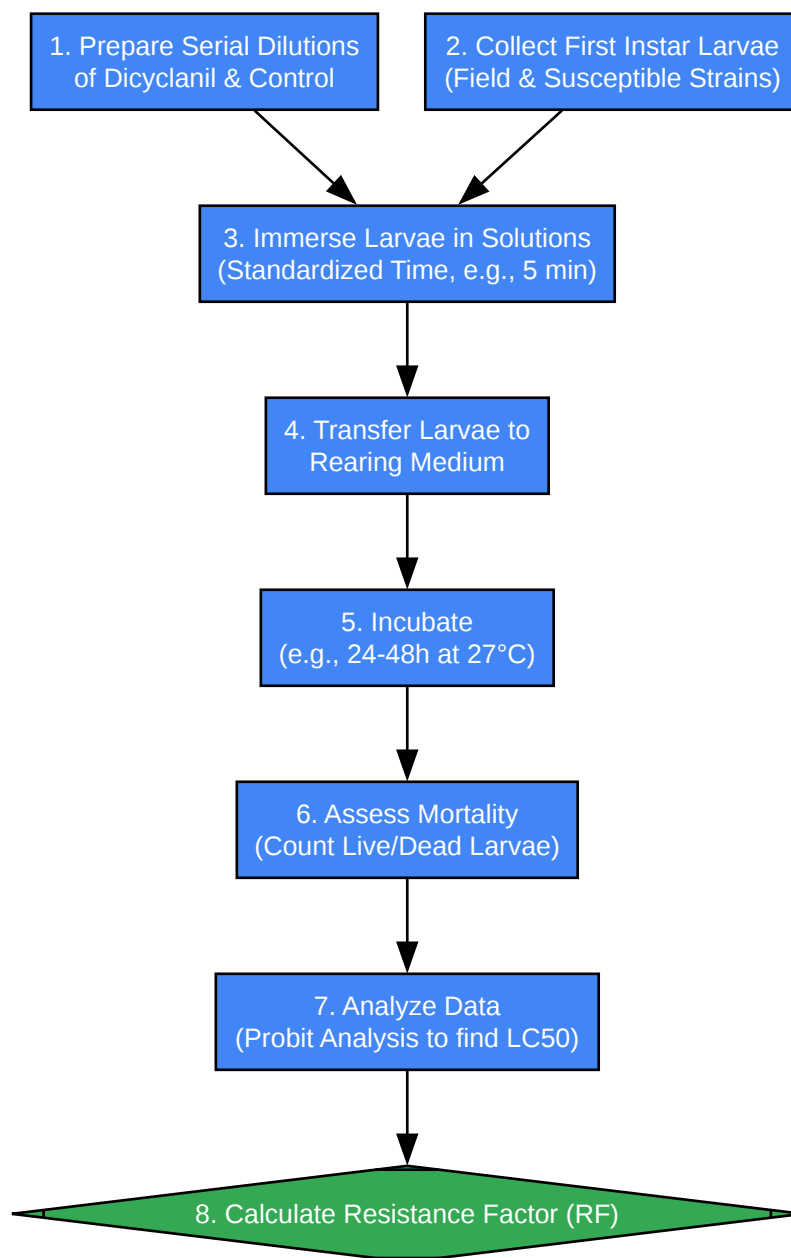 1. Prepare Serial Dilutions
of Dicyclanil & Control
2. Collect First Instar Larvae
(Field & Susceptible Strains)
3. Immerse Larvae in Solutions
(Standardized Time, e.g., 5 min)
4. Transfer Larvae to
Rearing Medium
5. Incubate
(e.g., 24-48h at 27°C)
6. Assess Mortality
(Count Live/Dead Larvae)
7. Analyze Data
(Probit Analysis to find LC50)
8. Calculate Resistance Factor (RF)